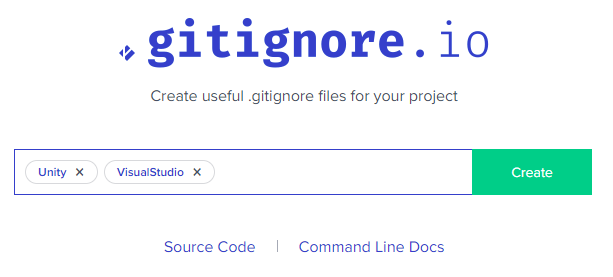 .gitignore.io
Create useful .gitignore files for your project
Unity × VisualStudio × Create
Source Code | Command Line Docs